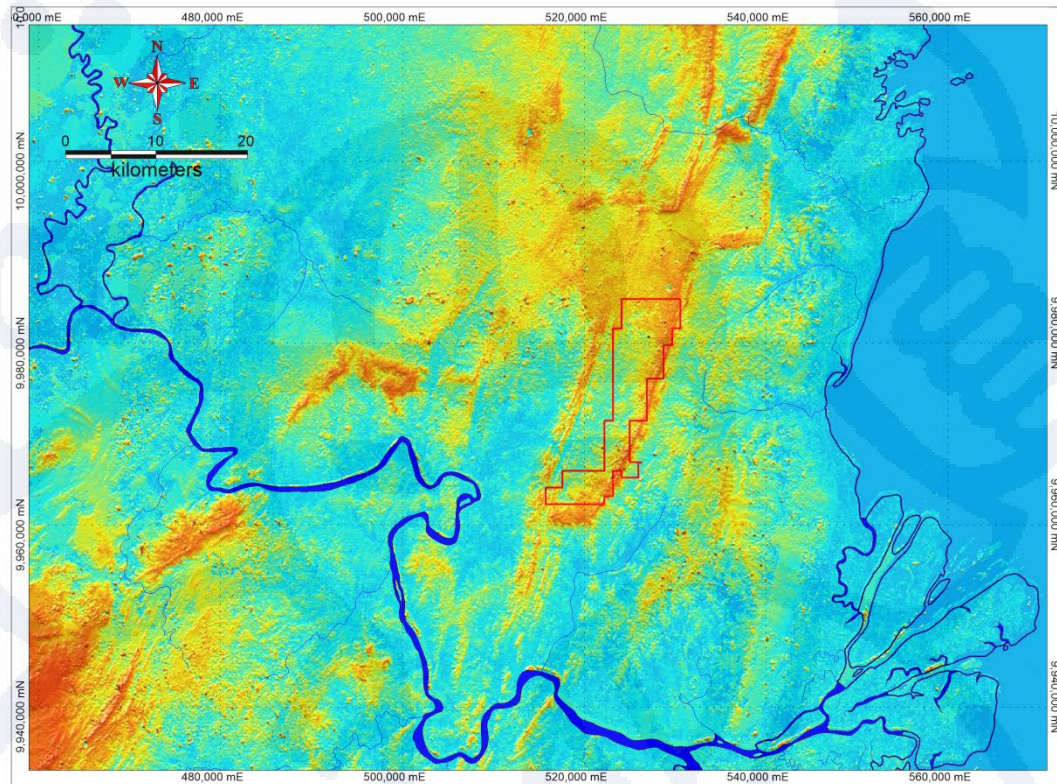 480,000 mE
500,000 mE
520,000 mE
540,000 mE
560,000 mE
N
W
E
S
0
10
20
kilometers
10,000,000 mN
10,000,000 mN
9,980,000 mN
9,980,000 mN
9,960,000 mN
9,960,000 mN
9,940,000 mN
9,940,000 mN
480,000 mE
500,000 mE
520,000 mE
540,000 mE
560,000 mE